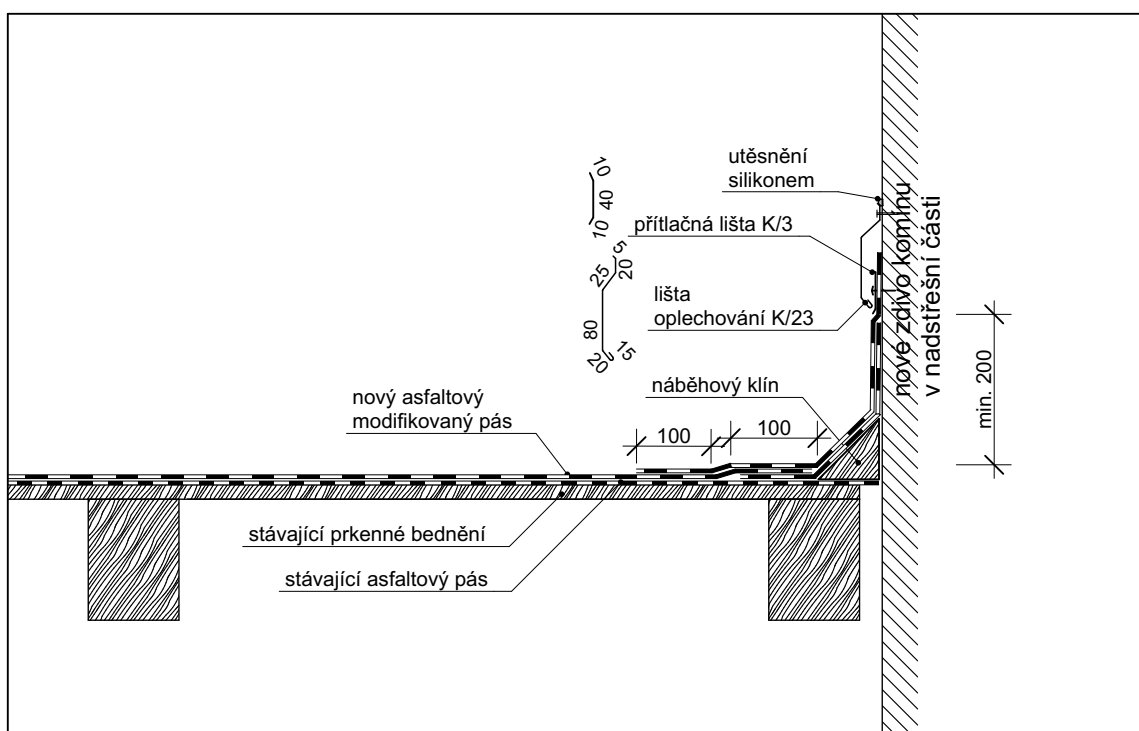 utěsnění
silikonem
10
40
10
přítlačná lišta K/3
5
20
25
80
20
15
lišta
oplechování K/23
nové zdivo komínu
v nadstřešní části
min. 200
náběhový klín
nový asfaltový
modifikovaný pás
100
100
stávající prkenné bednění
stávající asfaltový pás